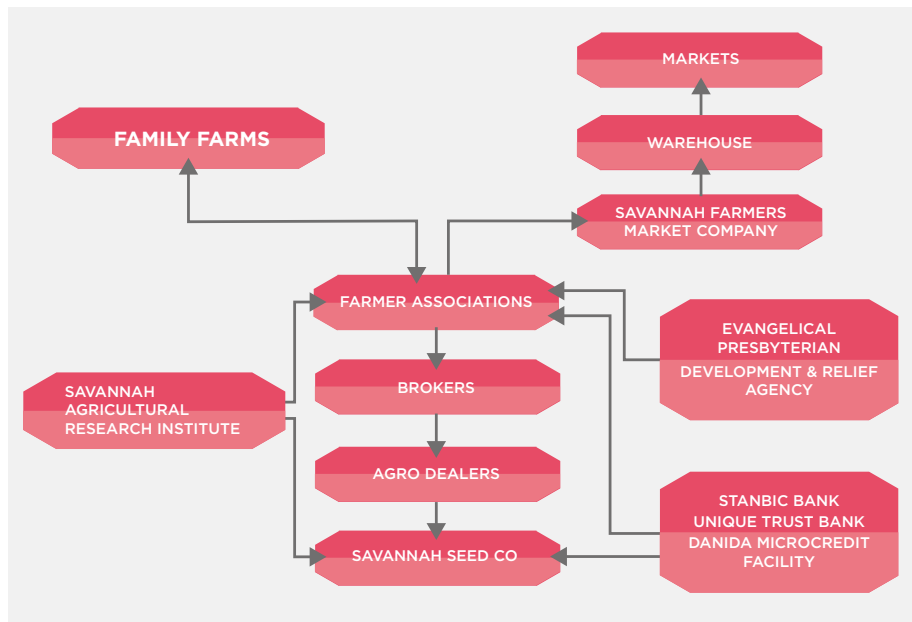 MARKETS
FAMILY FARMS
WAREHOUSE
SAVANNAH FARMERS
MARKET COMPANY
FARMER ASSOCIATIONS
EVANGELICAL
PRESBYTERIAN
DEVELOPMENT & RELIEF
AGENCY
BROKERS
SAVANNAH
AGRICULTURAL
RESEARCH INSTITUTE
AGRO DEALERS
STANBIC BANK
UNIQUE TRUST BANK
DANIDA MICROCREDIT
FACILITY
SAVANNAH SEED CO